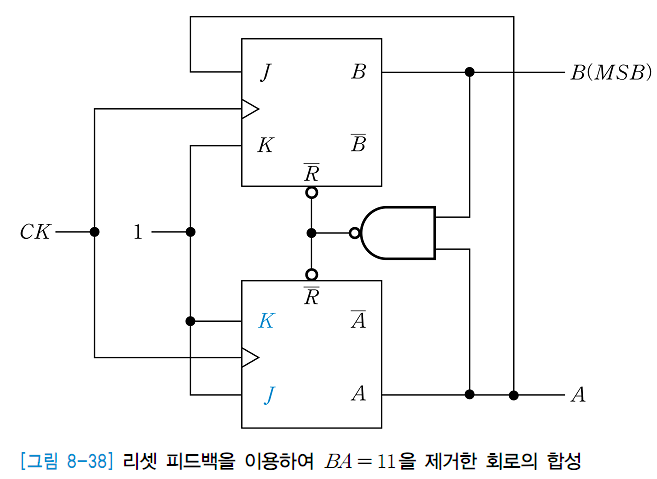 J B B(MSB)
K B̅
R̅
CK 1
R̅
K A̅
J A A
[그림 8-38] 리셋 피드백을 이용하여 BA=11을 제거한 회로의 합성